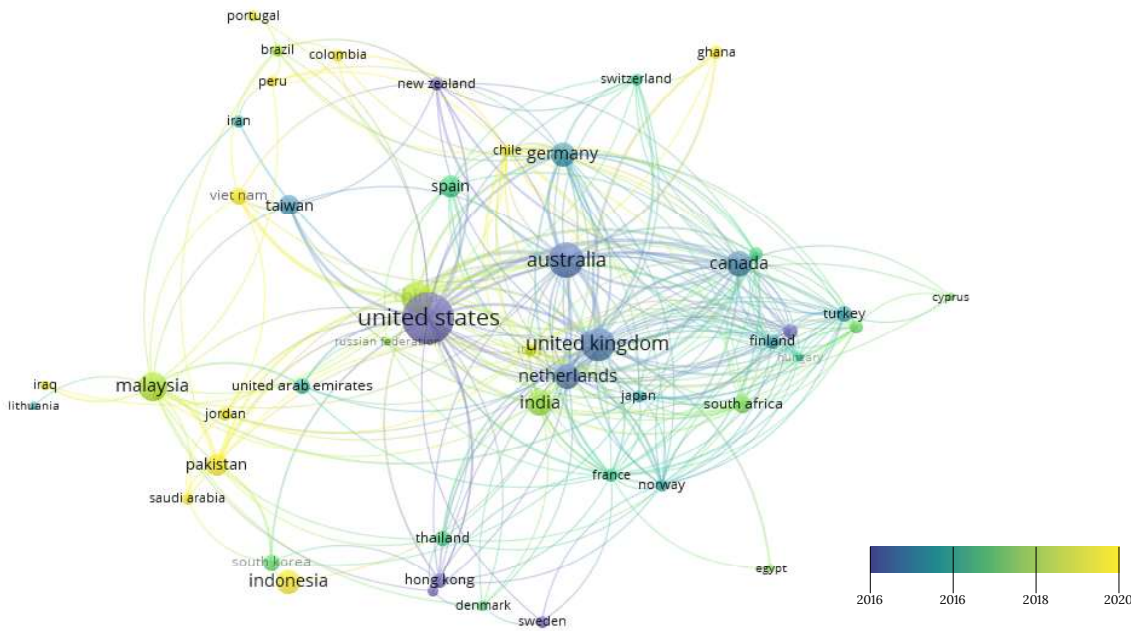 portugal
brazil
colombia
ghana
peru
new zealand
switzerland
iran
chile
germany
viet nam
spain
taiwan
australia
canada
cyprus
united states
turkey
russian federation
united kingdom
finland
hungary
iraq
malaysia
united arab emirates
netherlands
lithuania
jordan
india
japan
south africa
pakistan
france
norway
saudi arabia
thailand
south korea
indonesia
hong kong
egypt
denmark
sweden
2016 2016 2018 2020